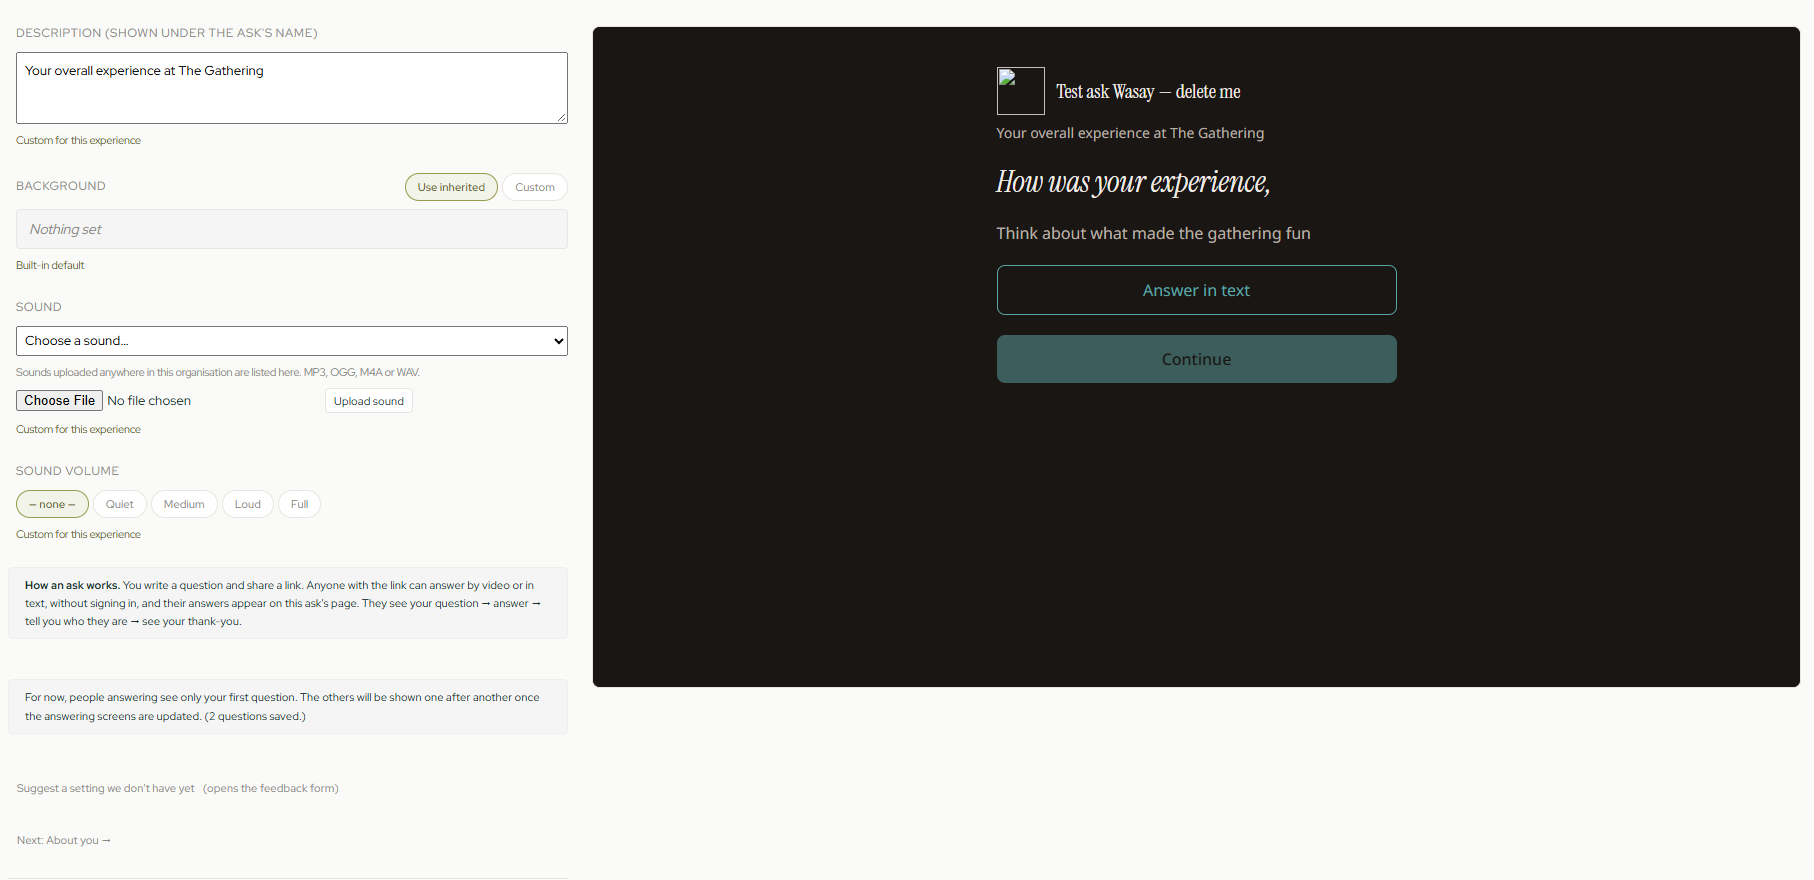 DESCRIPTION (SHOWN UNDER THE ASK'S NAME)
Your overall experience at The Gathering
Custom for this experience
BACKGROUND
Use inherited
Custom
Nothing set
Built-in default
SOUND
Choose a sound...
Sounds uploaded anywhere in this organisation are listed here. MP3, OGG, M4A or WAV.
Choose File No file chosen
Upload sound
Custom for this experience
SOUND VOLUME
— none —
Quiet
Medium
Loud
Full
Custom for this experience
How an ask works. You write a question and share a link. Anyone with the link can answer by video or in
text, without signing in, and their answers appear on this ask's page. They see your question → answer →
tell you who they are → see your thank-you.
For now, people answering see only your first question. The others will be shown one after another once
the answering screens are updated. (2 questions saved.)
Suggest a setting we don't have yet (opens the feedback form)
Next: About you →
Test ask Wasay — delete me
Your overall experience at The Gathering
How was your experience,
Think about what made the gathering fun
Answer in text
Continue